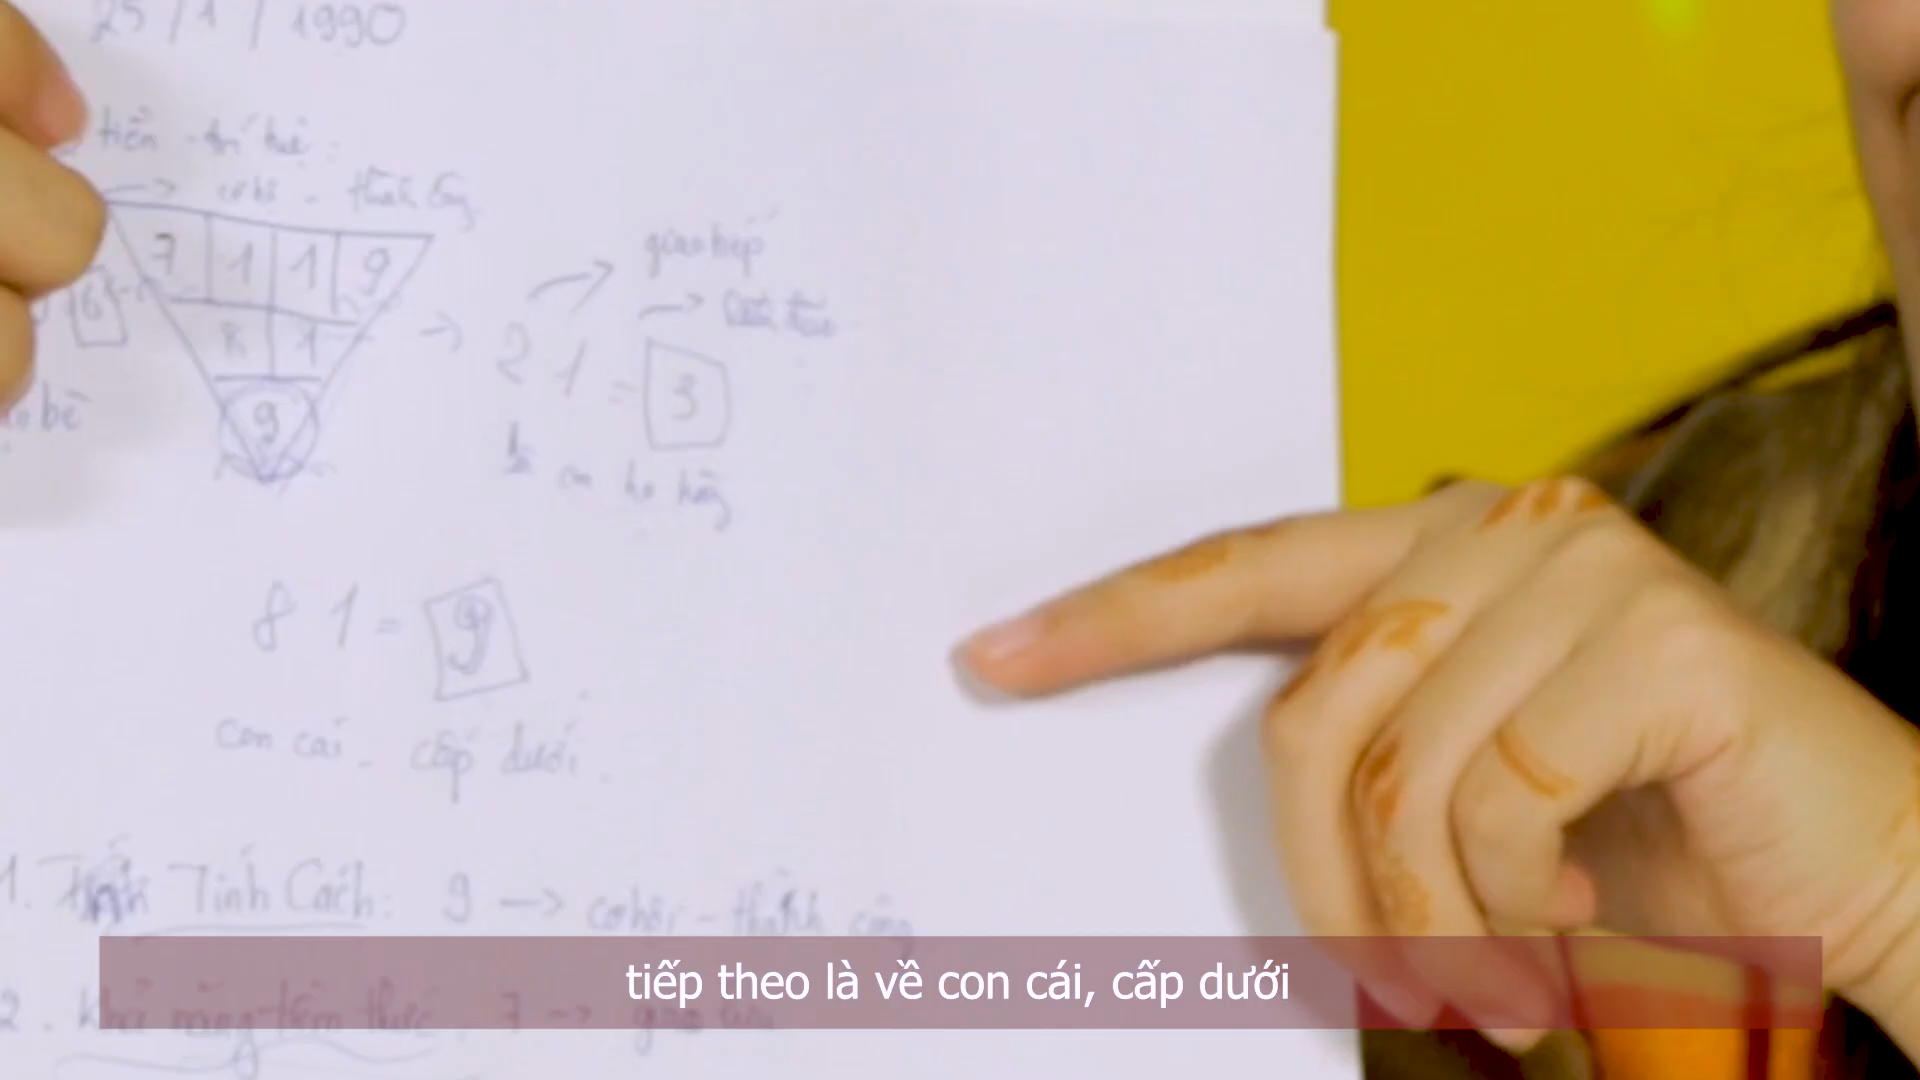 25 / 1 / 1990
tiền - trí tuệ :
→ cơ hội - thành công
7 1 1 9
giao tiếp
6
8 1
→ 2 1 = 3
9
bè
con họ hàng
8 1 = 9
con cái - cấp dưới.
1. Tính Cách: 9 → cơ hội - thành công
tiếp theo là về con cái, cấp dưới
2. Khả năng tiềm thức: 7 →